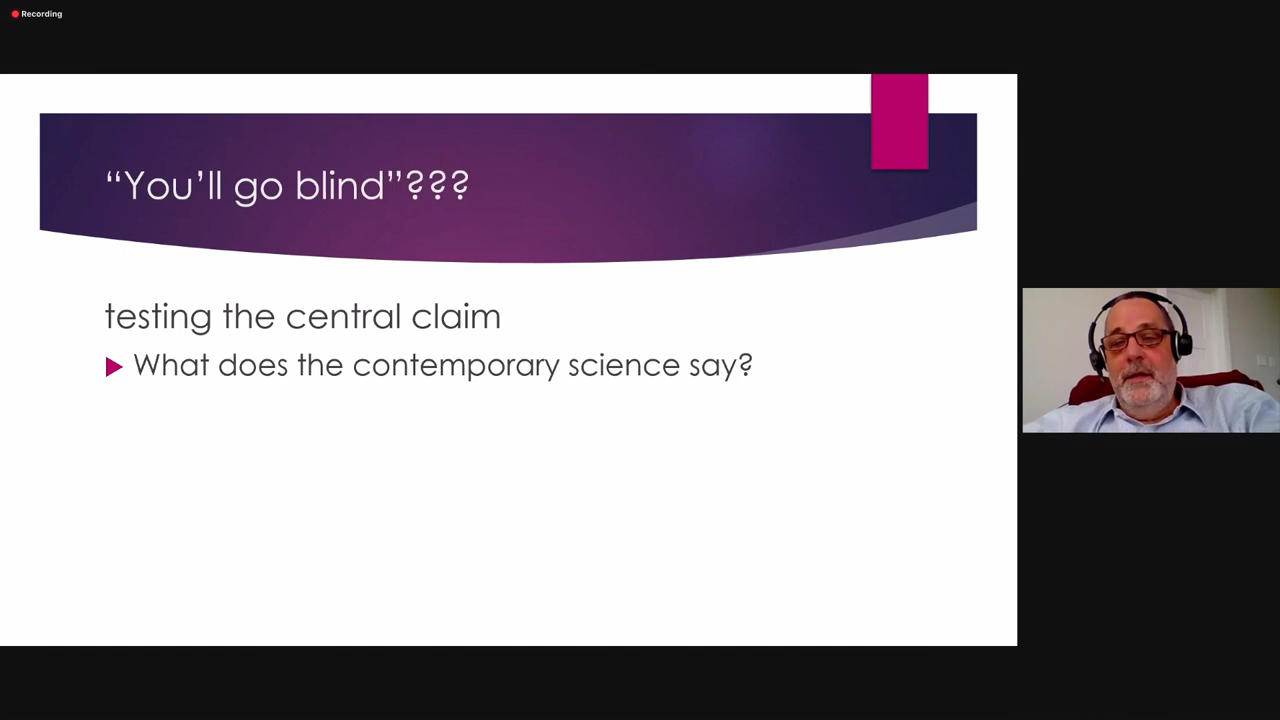 Recording
“You’ll go blind”???
testing the central claim
What does the contemporary science say?